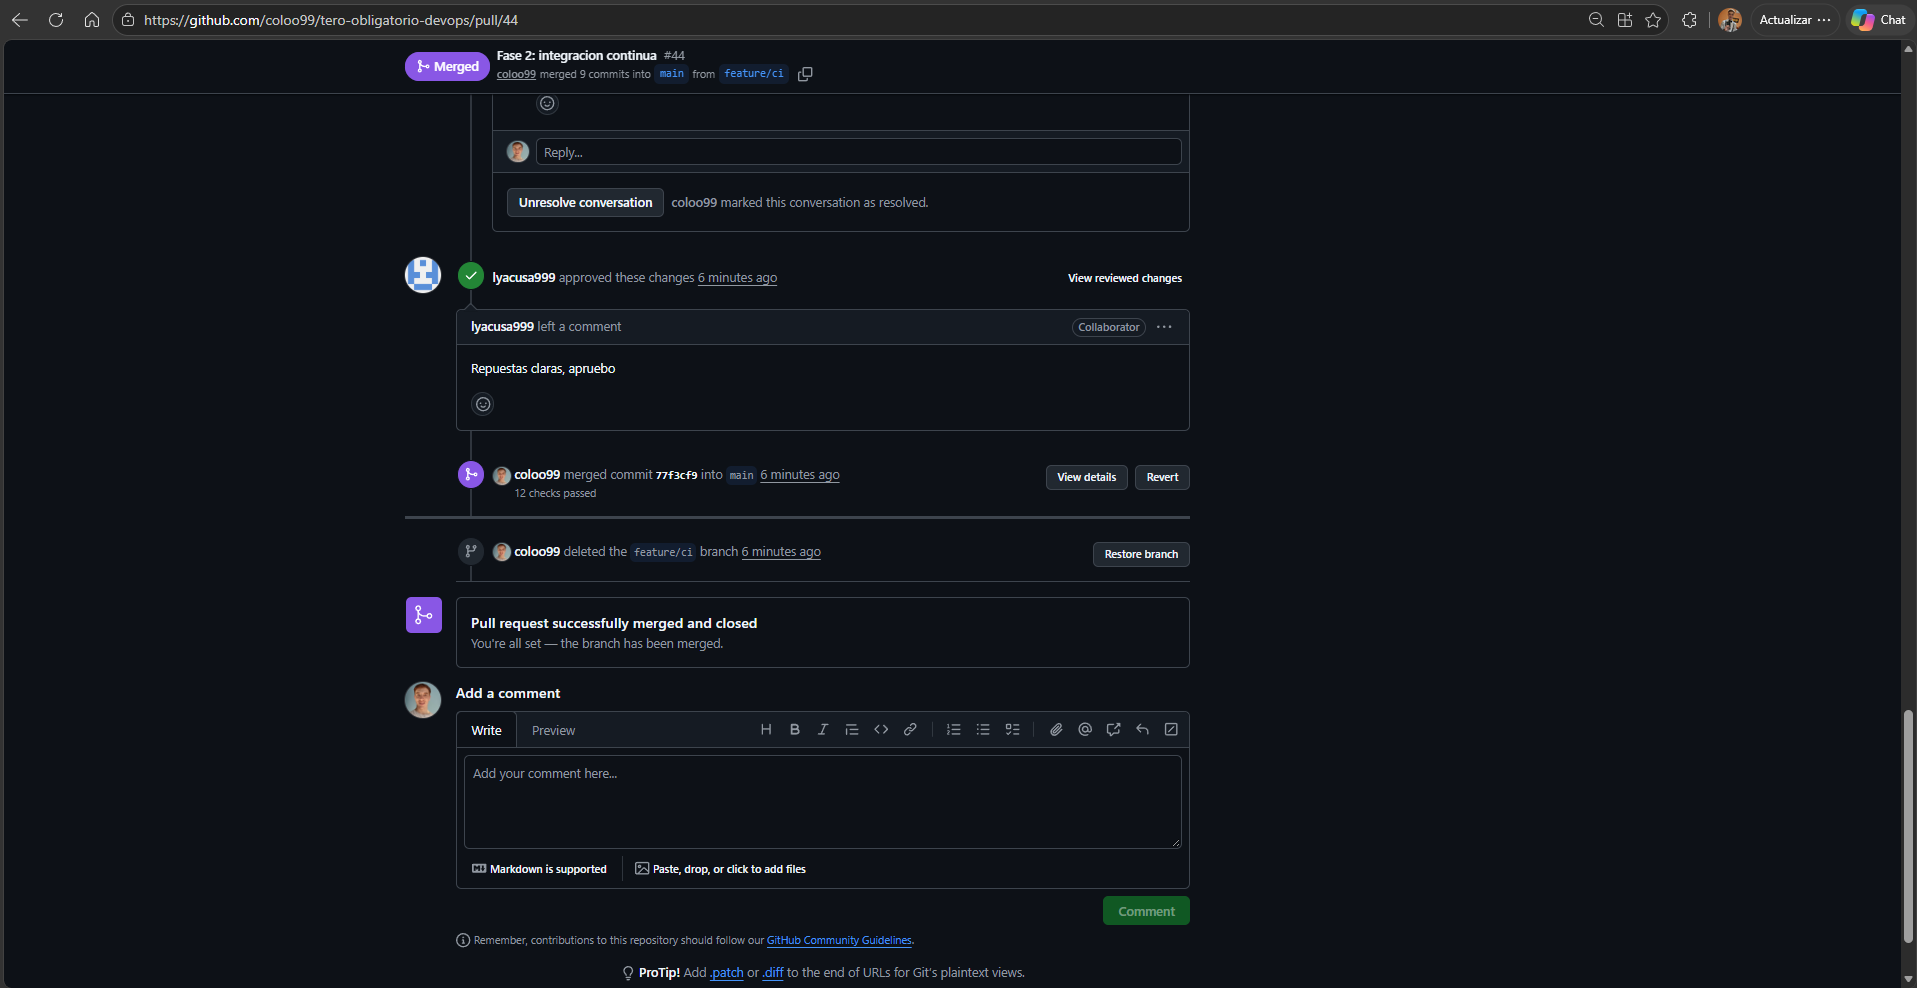 https://github.com/coloo99/tero-obligatorio-devops/pull/44
Actualizar
Chat
Merged
Fase 2: integracion continua #44
coloo99 merged 9 commits into main from feature/ci
Reply...
Unresolve conversation
coloo99 marked this conversation as resolved.
lyacusa999 approved these changes 6 minutes ago
View reviewed changes
lyacusa999 left a comment
Collaborator
Repuestas claras, apruebo
coloo99 merged commit 77f3cf9 into main 6 minutes ago
12 checks passed
View details
Revert
coloo99 deleted the feature/ci branch 6 minutes ago
Restore branch
Pull request successfully merged and closed
You're all set — the branch has been merged.
Add a comment
Write
Preview
Add your comment here...
Markdown is supported
Paste, drop, or click to add files
Comment
Remember, contributions to this repository should follow our GitHub Community Guidelines.
ProTip! Add .patch or .diff to the end of URLs for Git's plaintext views.